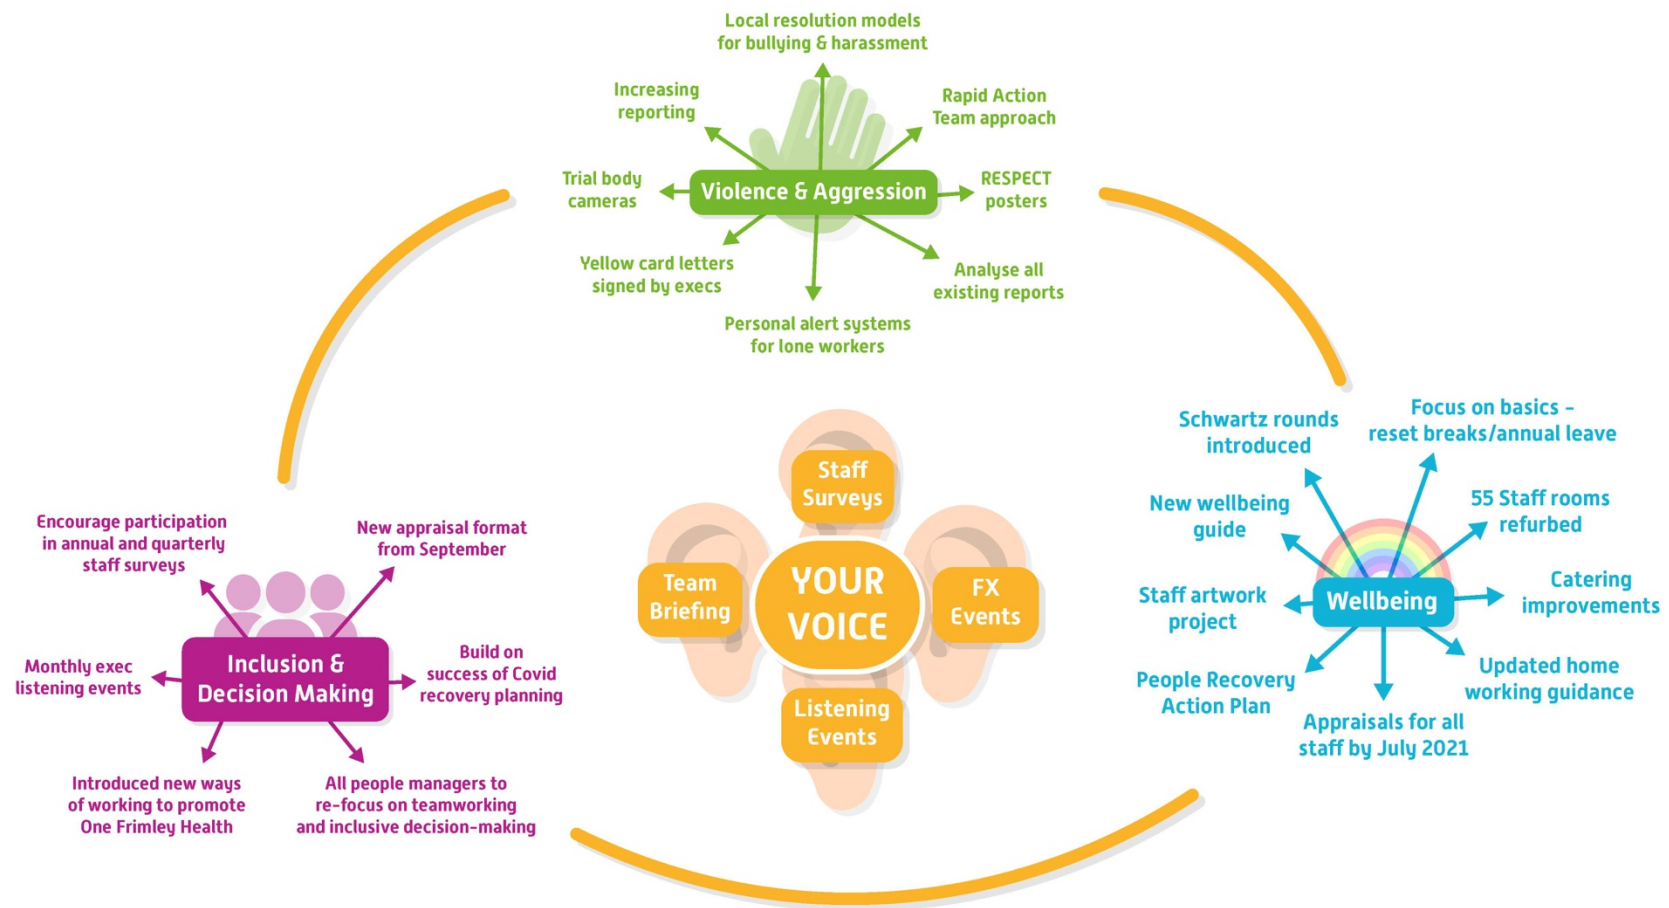 Local resolution models
for bullying & harassment
Increasing
reporting
Rapid Action
Team approach
Trial body
cameras
Violence & Aggression
RESPECT
posters
Yellow card letters
signed by execs
Analyse all
existing reports
Personal alert systems
for lone workers
Staff
Surveys
Team
Briefing
YOUR
VOICE
FX
Events
Listening
Events
Encourage participation
in annual and quarterly
staff surveys
New appraisal format
from September
Monthly exec
listening events
Inclusion &
Decision Making
Build on
success of Covid
recovery planning
Introduced new ways
of working to promote
One Frimley Health
All people managers to
re-focus on teamworking
and inclusive decision-making
Schwartz rounds
introduced
Focus on basics -
reset breaks/annual leave
New wellbeing
guide
55 Staff rooms
refurbed
Staff artwork
project
Wellbeing
Catering
improvements
People Recovery
Action Plan
Updated home
working guidance
Appraisals for all
staff by July 2021